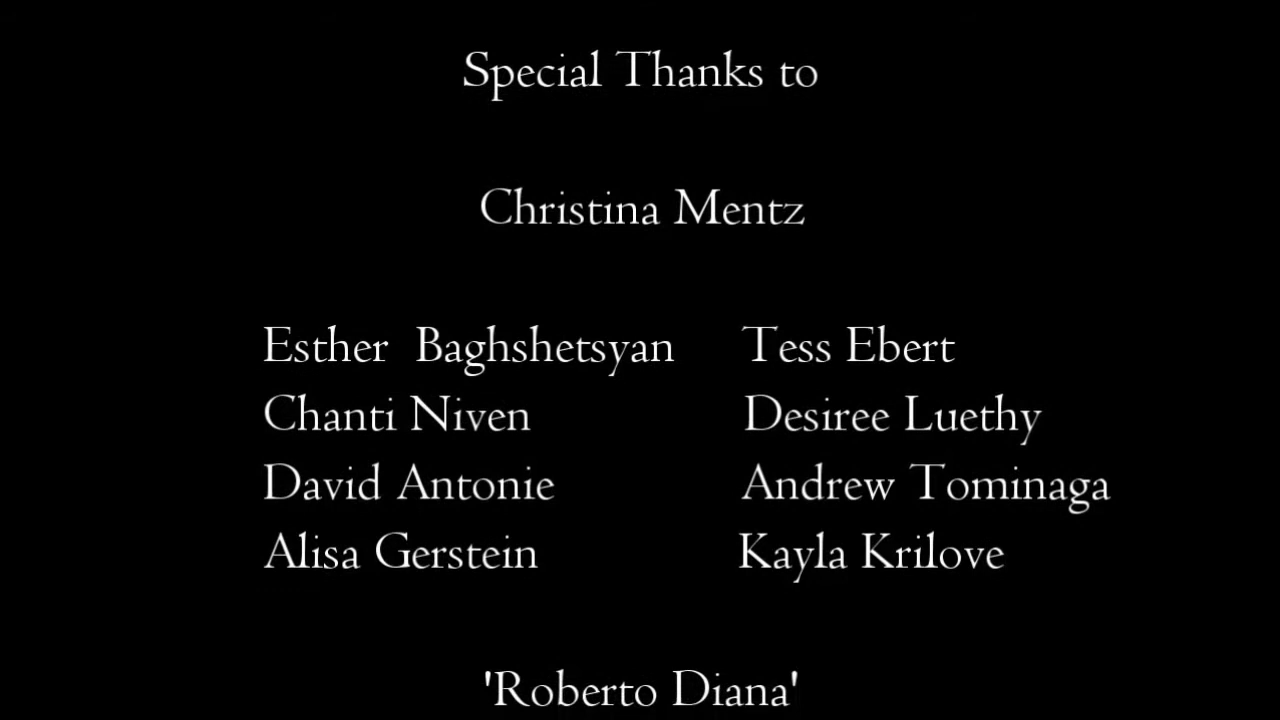 Special Thanks to
Christina Mentz
Esther  Baghshetsyan Tess Ebert
Chanti Niven Desiree Luethy
David Antonie Andrew Tominaga
Alisa Gerstein Kayla Krilove
'Roberto Diana'